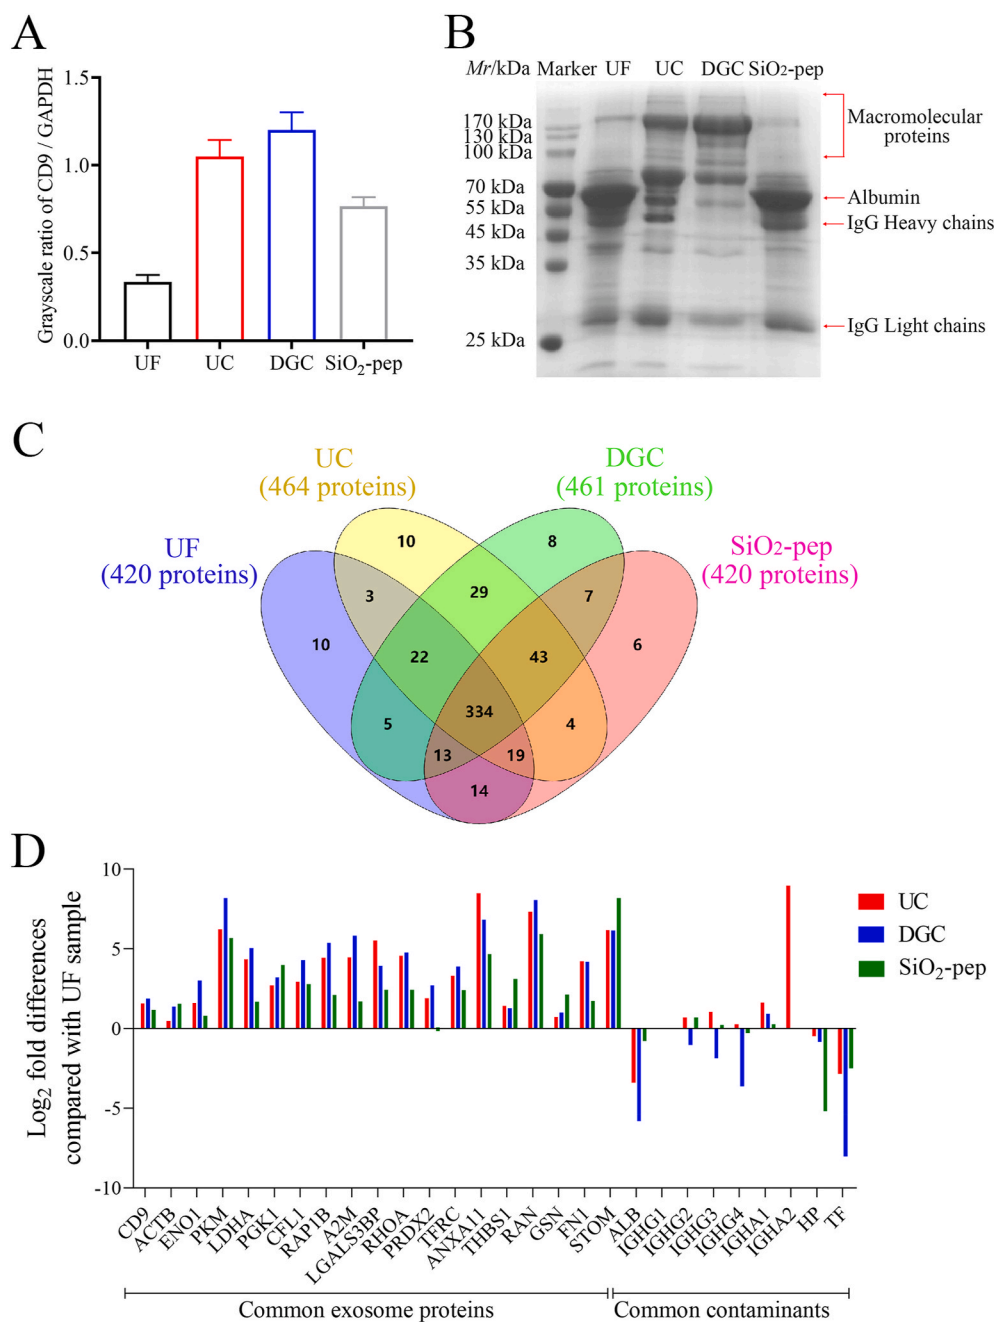 A
Grayscale ratio of CD9 / GAPDH
1.5
1.0
0.5
0.0
UF
UC
DGC
SiO2-pep
B
Mr/kDa Marker UF UC DGC SiO2-pep
170 kDa
130 kDa
100 kDa
70 kDa
55 kDa
45 kDa
35 kDa
25 kDa
Macromolecular
proteins
Albumin
IgG Heavy chains
IgG Light chains
C
UF
(420 proteins)
UC
(464 proteins)
DGC
(461 proteins)
SiO2-pep
(420 proteins)
10
8
3
29
7
10
22
43
6
334
5
4
13
19
14
D
Log2 fold differences
compared with UF sample
10
5
0
-5
-10
UC
DGC
SiO2-pep
CD9
ACTB
ENO1
PKM
LDHA
PGK1
CFL1
RAP1B
A2M
LGALS3BP
RHOA
PRDX2
TFRC
ANXA11
THBS1
RAN
GSN
FN1
STOM
ALB
IGHG1
IGHG2
IGHG3
IGHG4
IGHA1
IGHA2
HP
TF
Common exosome proteins
Common contaminants